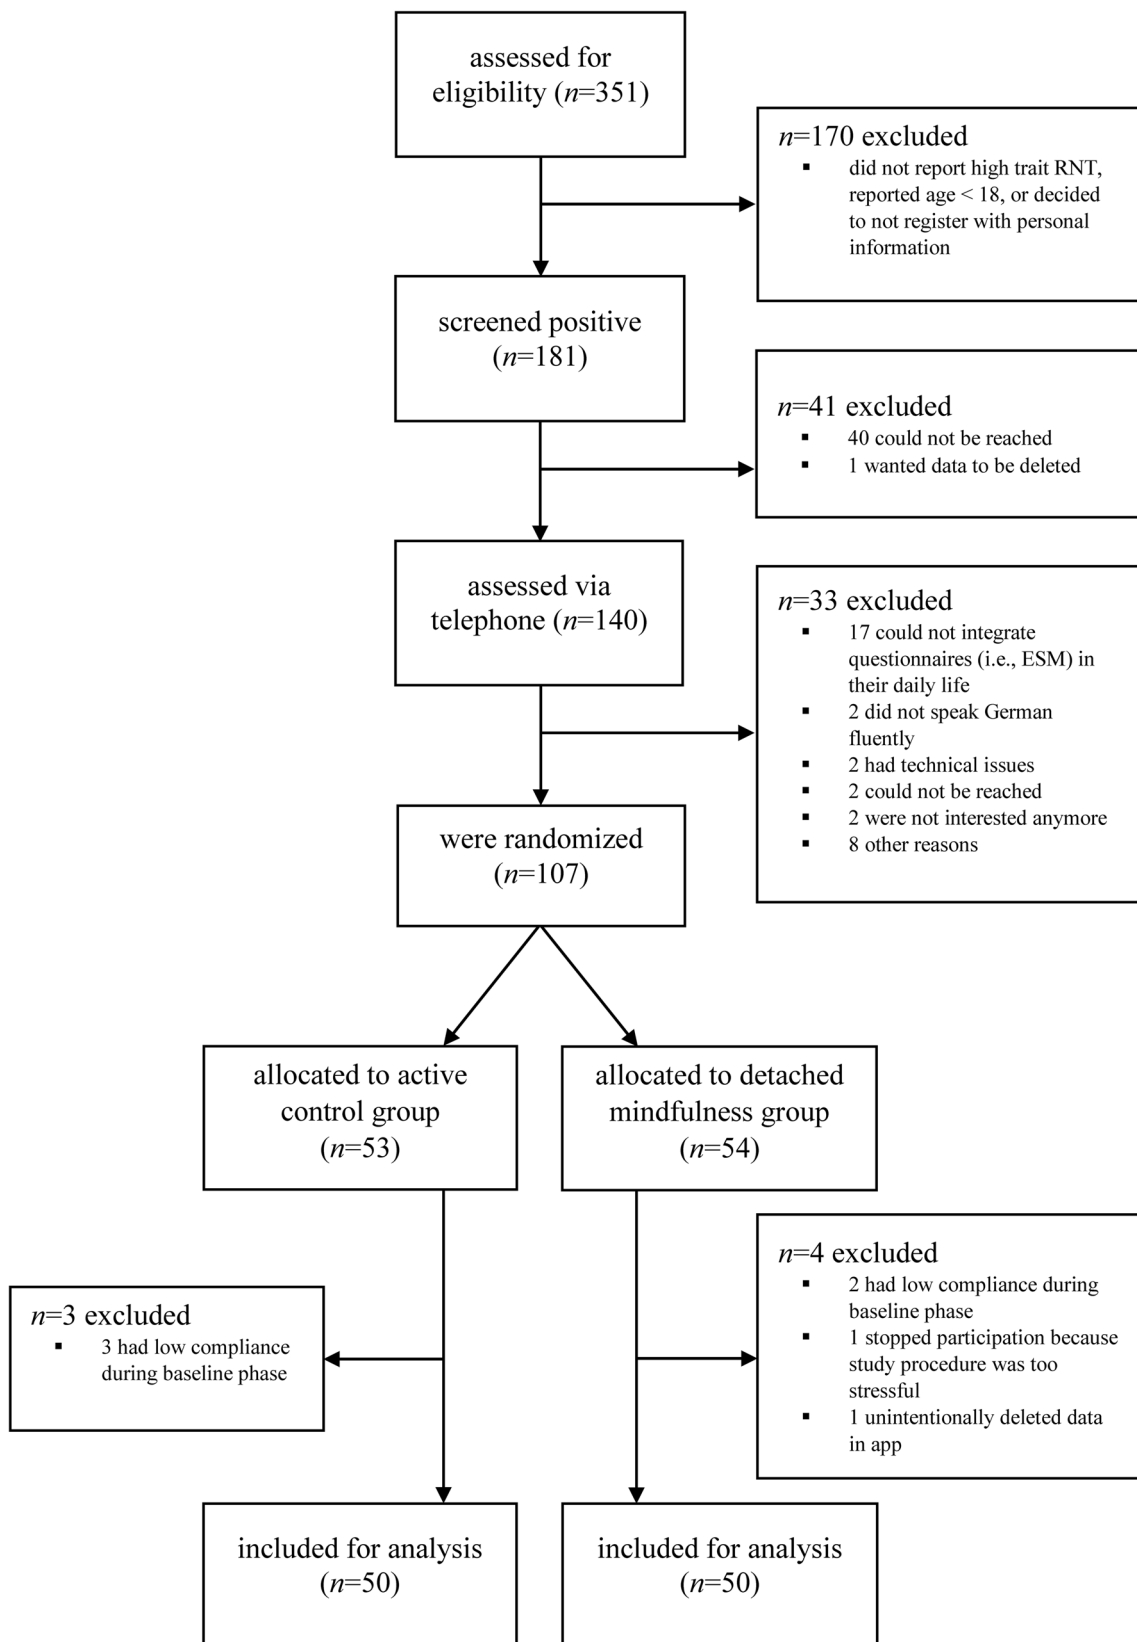 assessed for
eligibility (n=351)
n=170 excluded
▪ did not report high trait RNT,
reported age < 18, or decided
to not register with personal
information
screened positive
(n=181)
n=41 excluded
▪ 40 could not be reached
▪ 1 wanted data to be deleted
assessed via
telephone (n=140)
n=33 excluded
▪ 17 could not integrate
questionnaires (i.e., ESM) in
their daily life
▪ 2 did not speak German
fluently
▪ 2 had technical issues
▪ 2 could not be reached
▪ 2 were not interested anymore
▪ 8 other reasons
were randomized
(n=107)
allocated to active
control group
(n=53)
allocated to detached
mindfulness group
(n=54)
n=3 excluded
▪ 3 had low compliance
during baseline phase
n=4 excluded
▪ 2 had low compliance during
baseline phase
▪ 1 stopped participation because
study procedure was too
stressful
▪ 1 unintentionally deleted data
in app
included for analysis
(n=50)
included for analysis
(n=50)